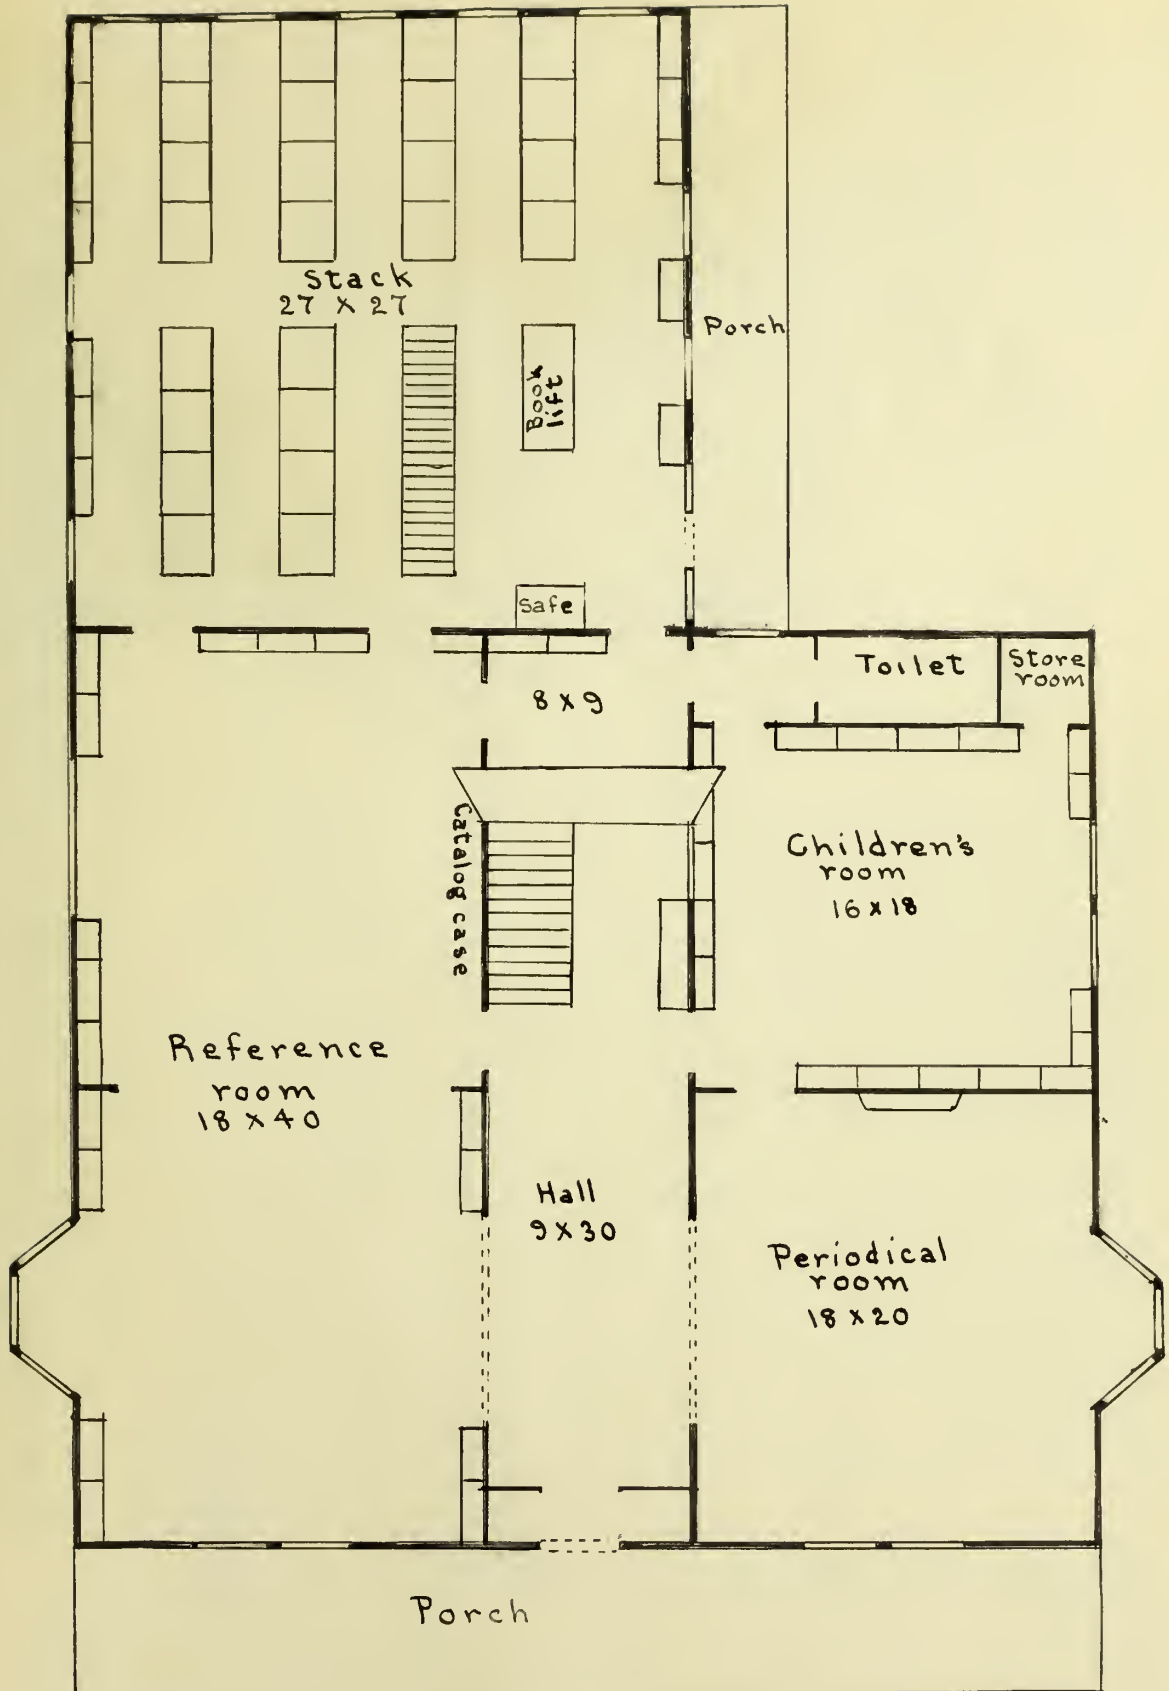 Stack
27 X 27
Porch
Book
lift
Safe
Toilet
Store
room
8 X 9
Catalog case
Children's
room
16 X 18
Reference
room
18 X 40
Hall
9 X 30
Periodical
room
18 X 20
Porch